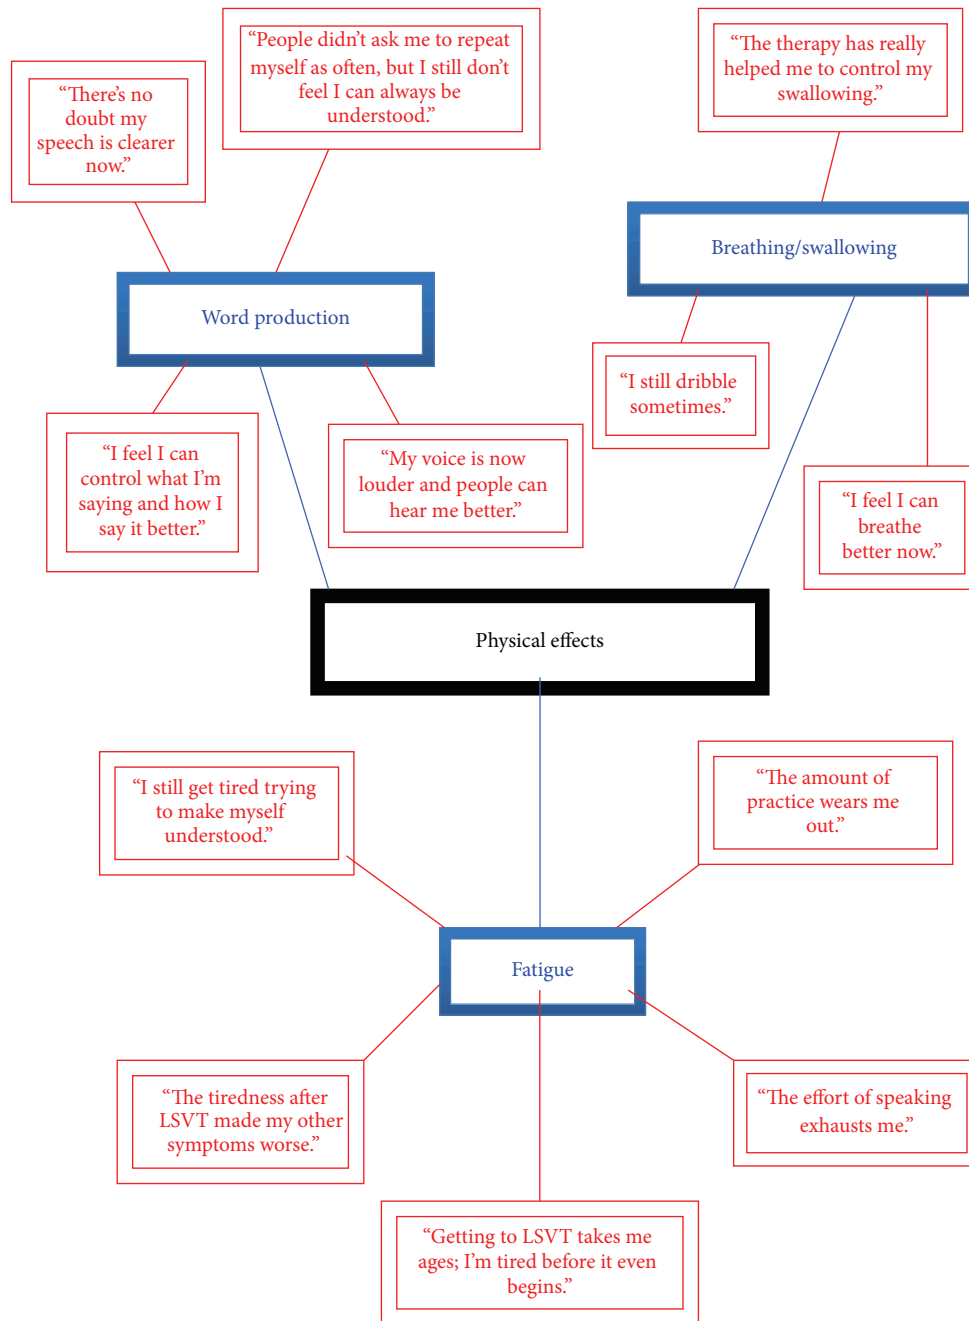 “People didn’t ask me to repeat
myself as often, but I still don’t
feel I can always be
understood.”
“The therapy has really
helped me to control my
swallowing.”
“There’s no
doubt my
speech is clearer
now.”
Breathing/swallowing
Word production
“I still dribble
sometimes.”
“I feel I can
control what I’m
saying and how I
say it better.”
“My voice is now
louder and people can
hear me better.”
“I feel I can
breathe
better now.”
Physical effects
“I still get tired trying
to make myself
understood.”
“The amount of
practice wears me
out.”
Fatigue
“The tiredness after
LSVT made my other
symptoms worse.”
“The effort of speaking
exhausts me.”
“Getting to LSVT takes me
ages; I’m tired before it even
begins.”